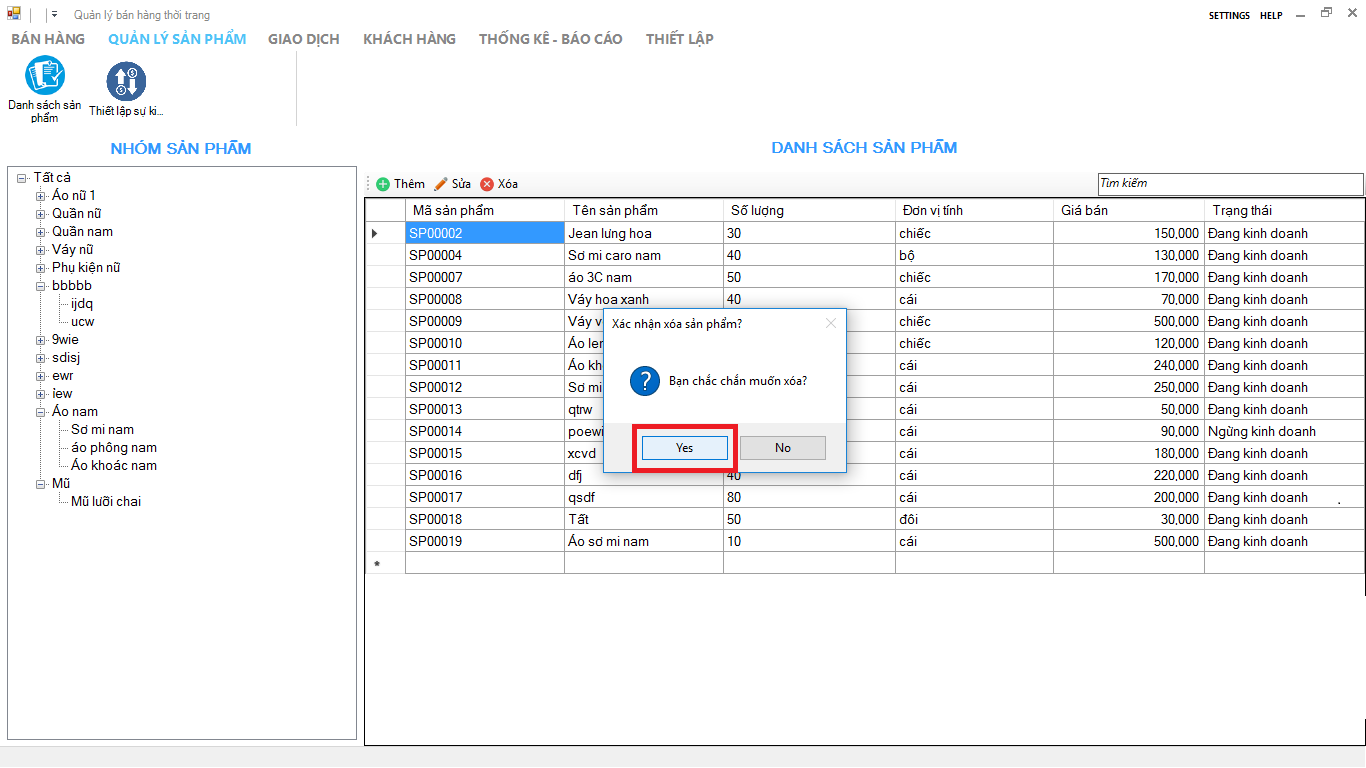 Quản lý bán hàng thời trang
SETTINGS HELP
BÁN HÀNG QUẢN LÝ SẢN PHẨM GIAO DỊCH KHÁCH HÀNG THỐNG KÊ - BÁO CÁO THIẾT LẬP
Danh sách sản phẩm
Thiết lập sự ki...
NHÓM SẢN PHẨM
Tất cả
Áo nữ 1
Quần nữ
Quần nam
Váy nữ
Phụ kiện nữ
bbbbb
ijdq
ucw
9wie
sdisj
ewr
iew
Áo nam
Sơ mi nam
áo phông nam
Áo khoác nam
Mũ
Mũ lưỡi chai
DANH SÁCH SẢN PHẨM
Thêm Sửa Xóa
Tìm kiếm
Mã sản phẩm Tên sản phẩm Số lượng Đơn vị tính Giá bán Trạng thái
SP00002 Jean lưng hoa 30 chiếc 150,000 Đang kinh doanh
SP00004 Sơ mi caro nam 40 bộ 130,000 Đang kinh doanh
SP00007 áo 3C nam 50 chiếc 170,000 Đang kinh doanh
SP00008 Váy hoa xanh 40 cái 70,000 Đang kinh doanh
SP00009 Váy chiếc 500,000 Đang kinh doanh
SP00010 Áo chiếc 120,000 Đang kinh doanh
SP00011 Áo cái 240,000 Đang kinh doanh
SP00012 Sơ mi cái 250,000 Đang kinh doanh
SP00013 qtrw cái 50,000 Đang kinh doanh
SP00014 poewi cái 90,000 Ngừng kinh doanh
SP00015 xcvd cái 180,000 Đang kinh doanh
SP00016 dfj 40 cái 220,000 Đang kinh doanh
SP00017 qsdf 80 cái 200,000 Đang kinh doanh
SP00018 Tất 50 đôi 30,000 Đang kinh doanh
SP00019 Áo sơ mi nam 10 cái 500,000 Đang kinh doanh
Xác nhận xóa sản phẩm?
Bạn chắc chắn muốn xóa?
Yes No